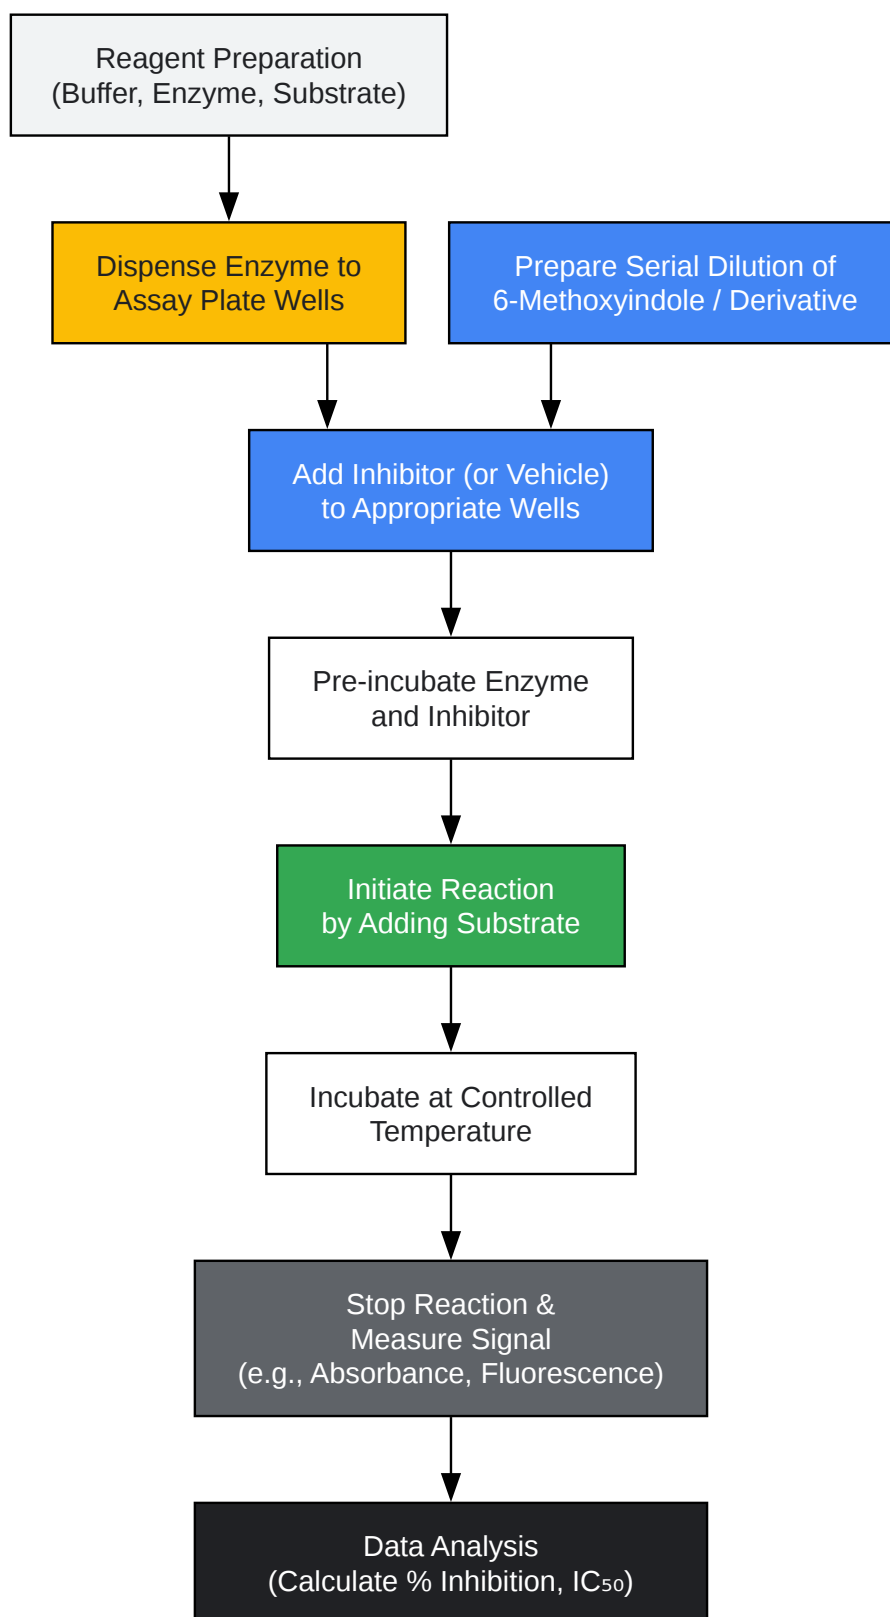 Reagent Preparation
(Buffer, Enzyme, Substrate)
Dispense Enzyme to
Assay Plate Wells
Prepare Serial Dilution of
6-Methoxyindole / Derivative
Add Inhibitor (or Vehicle)
to Appropriate Wells
Pre-incubate Enzyme
and Inhibitor
Initiate Reaction
by Adding Substrate
Incubate at Controlled
Temperature
Stop Reaction &
Measure Signal
(e.g., Absorbance, Fluorescence)
Data Analysis
(Calculate % Inhibition, IC₅₀)